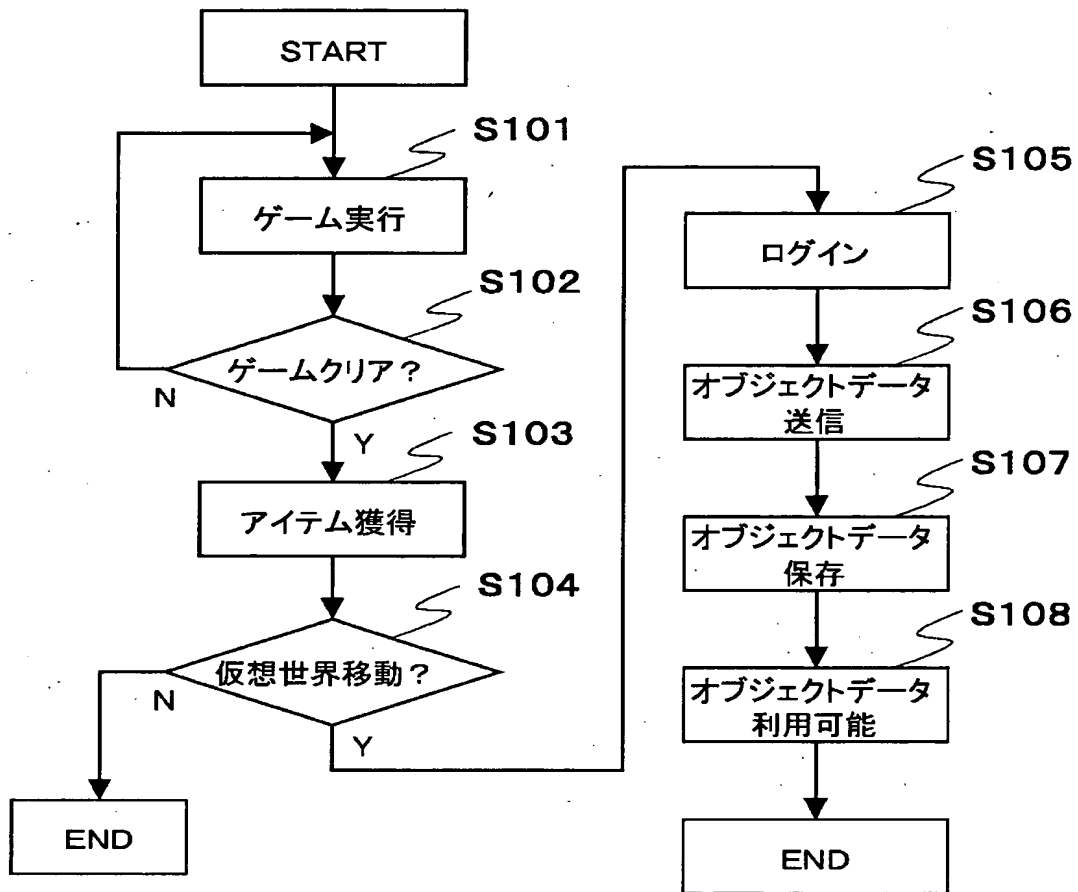 START
S101
ゲーム実行
S102
ゲームクリア？
N
Y
S103
アイテム獲得
S104
仮想世界移動？
N
Y
END
S105
ログイン
S106
オブジェクトデータ
送信
S107
オブジェクトデータ
保存
S108
オブジェクトデータ
利用可能
END